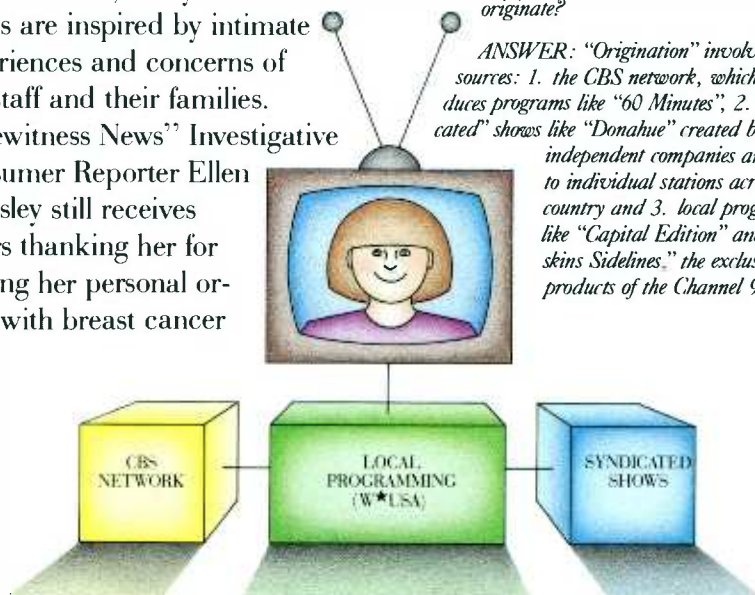 s are inspired by intimate
riences and concerns of
taff and their families.
ewitness News” Investigative
sumer Reporter Ellen
sley still receives
s thanking her for
ng her personal or-
with breast cancer
originate?
ANSWER: “Origination” involv
sources: 1. the CBS network, which
duces programs like “60 Minutes”, 2.
cated” shows like “Donahue” created b
independent companies a
to individual stations acr
country and 3. local prog
like “Capital Edition” an
skins Sidelines,” the exclus
products of the Channel 9
CBS
NETWORK
LOCAL
PROGRAMMING
(W★USA)
SYNDICATED
SHOWS